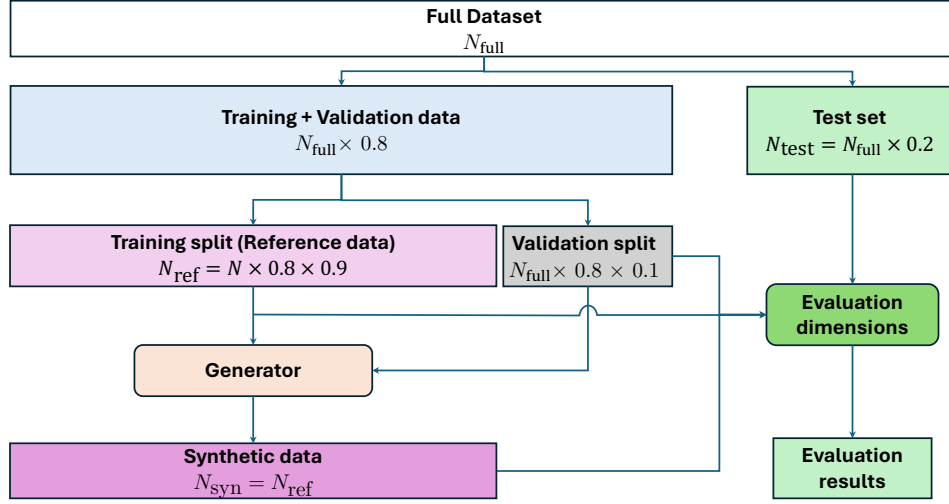 Full Dataset
N_full
Training + Validation data
N_full × 0.8
Test set
N_test = N_full × 0.2
Training split (Reference data)
N_ref = N × 0.8 × 0.9
Validation split
N_full × 0.8 × 0.1
Evaluation
dimensions
Generator
Synthetic data
N_syn = N_ref
Evaluation
results